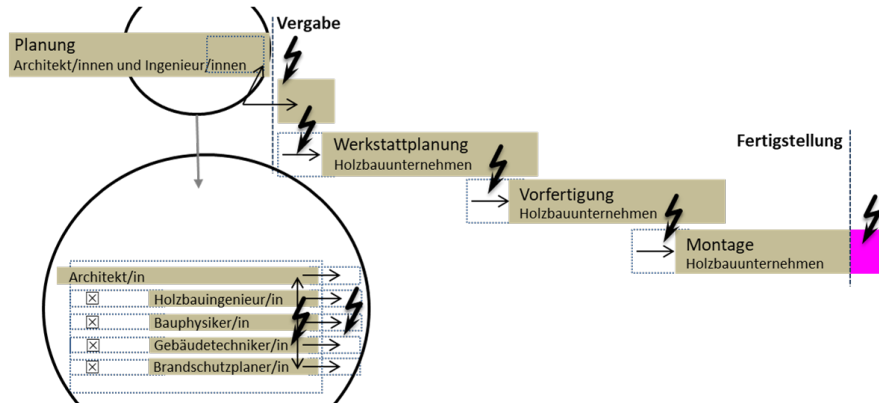 Vergabe
Planung
Architekt/innen und Ingenieur/innen
Werkstattplanung
Holzbauunternehmen
Fertigstellung
Vorfertigung
Holzbauunternehmen
Montage
Holzbauunternehmen
Architekt/in
Holzbauingenieur/in
Bauphysiker/in
Gebäudetechniker/in
Brandschutzplaner/in